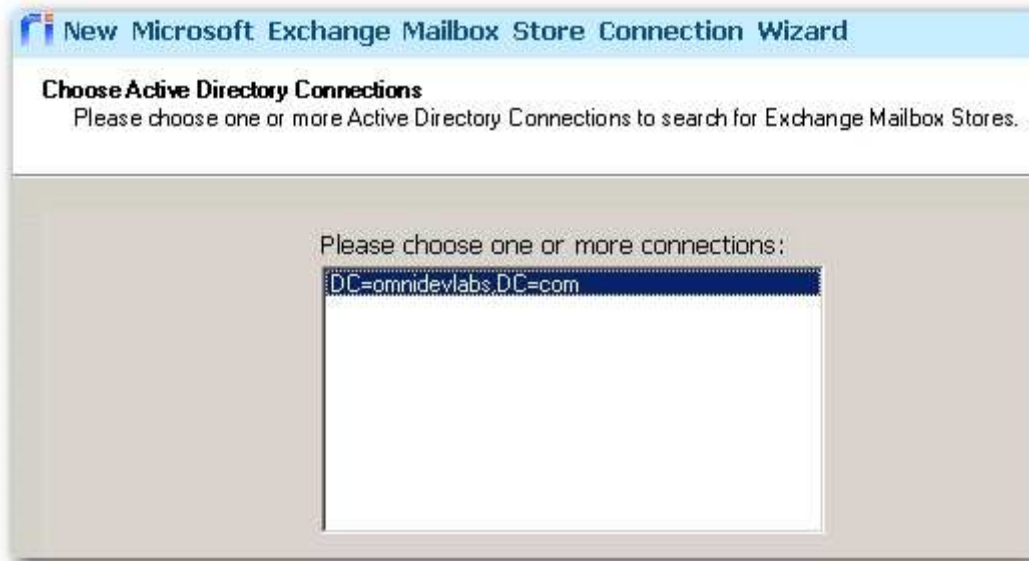 New Microsoft Exchange Mailbox Store Connection Wizard
Choose Active Directory Connections
Please choose one or more Active Directory Connections to search for Exchange Mailbox Stores.
Please choose one or more connections:
DC=omnidevlabs,DC=com